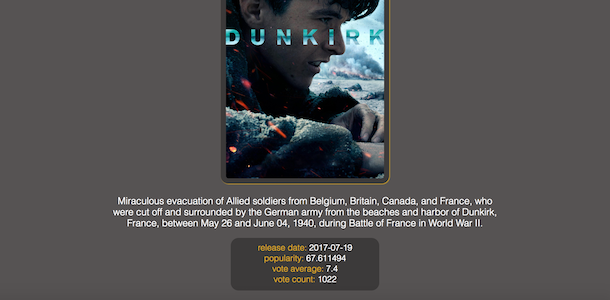 DUNKIRK
Miraculous evacuation of Allied soldiers from Belgium, Britain, Canada, and France, who
were cut off and surrounded by the German army from the beaches and harbor of Dunkirk,
France, between May 26 and June 04, 1940, during Battle of France in World War II.
release date: 2017-07-19
popularity: 67.611494
vote average: 7.4
vote count: 1022